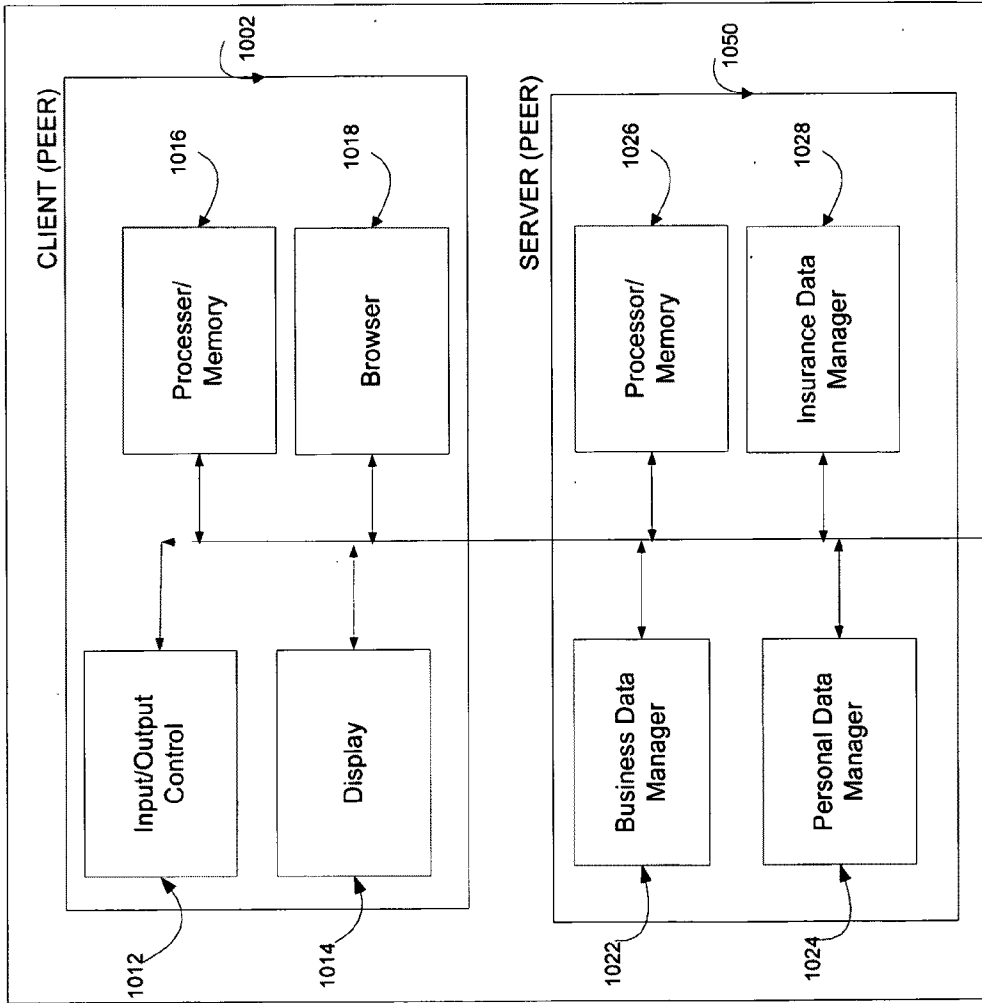 CLIENT (PEER)
1002
Input/Output
Control
1012
Processer/
Memory
1016
Display
1014
Browser
1018
SERVER (PEER)
1050
Business Data
Manager
1022
Processor/
Memory
1026
Personal Data
Manager
1024
Insurance Data
Manager
1028